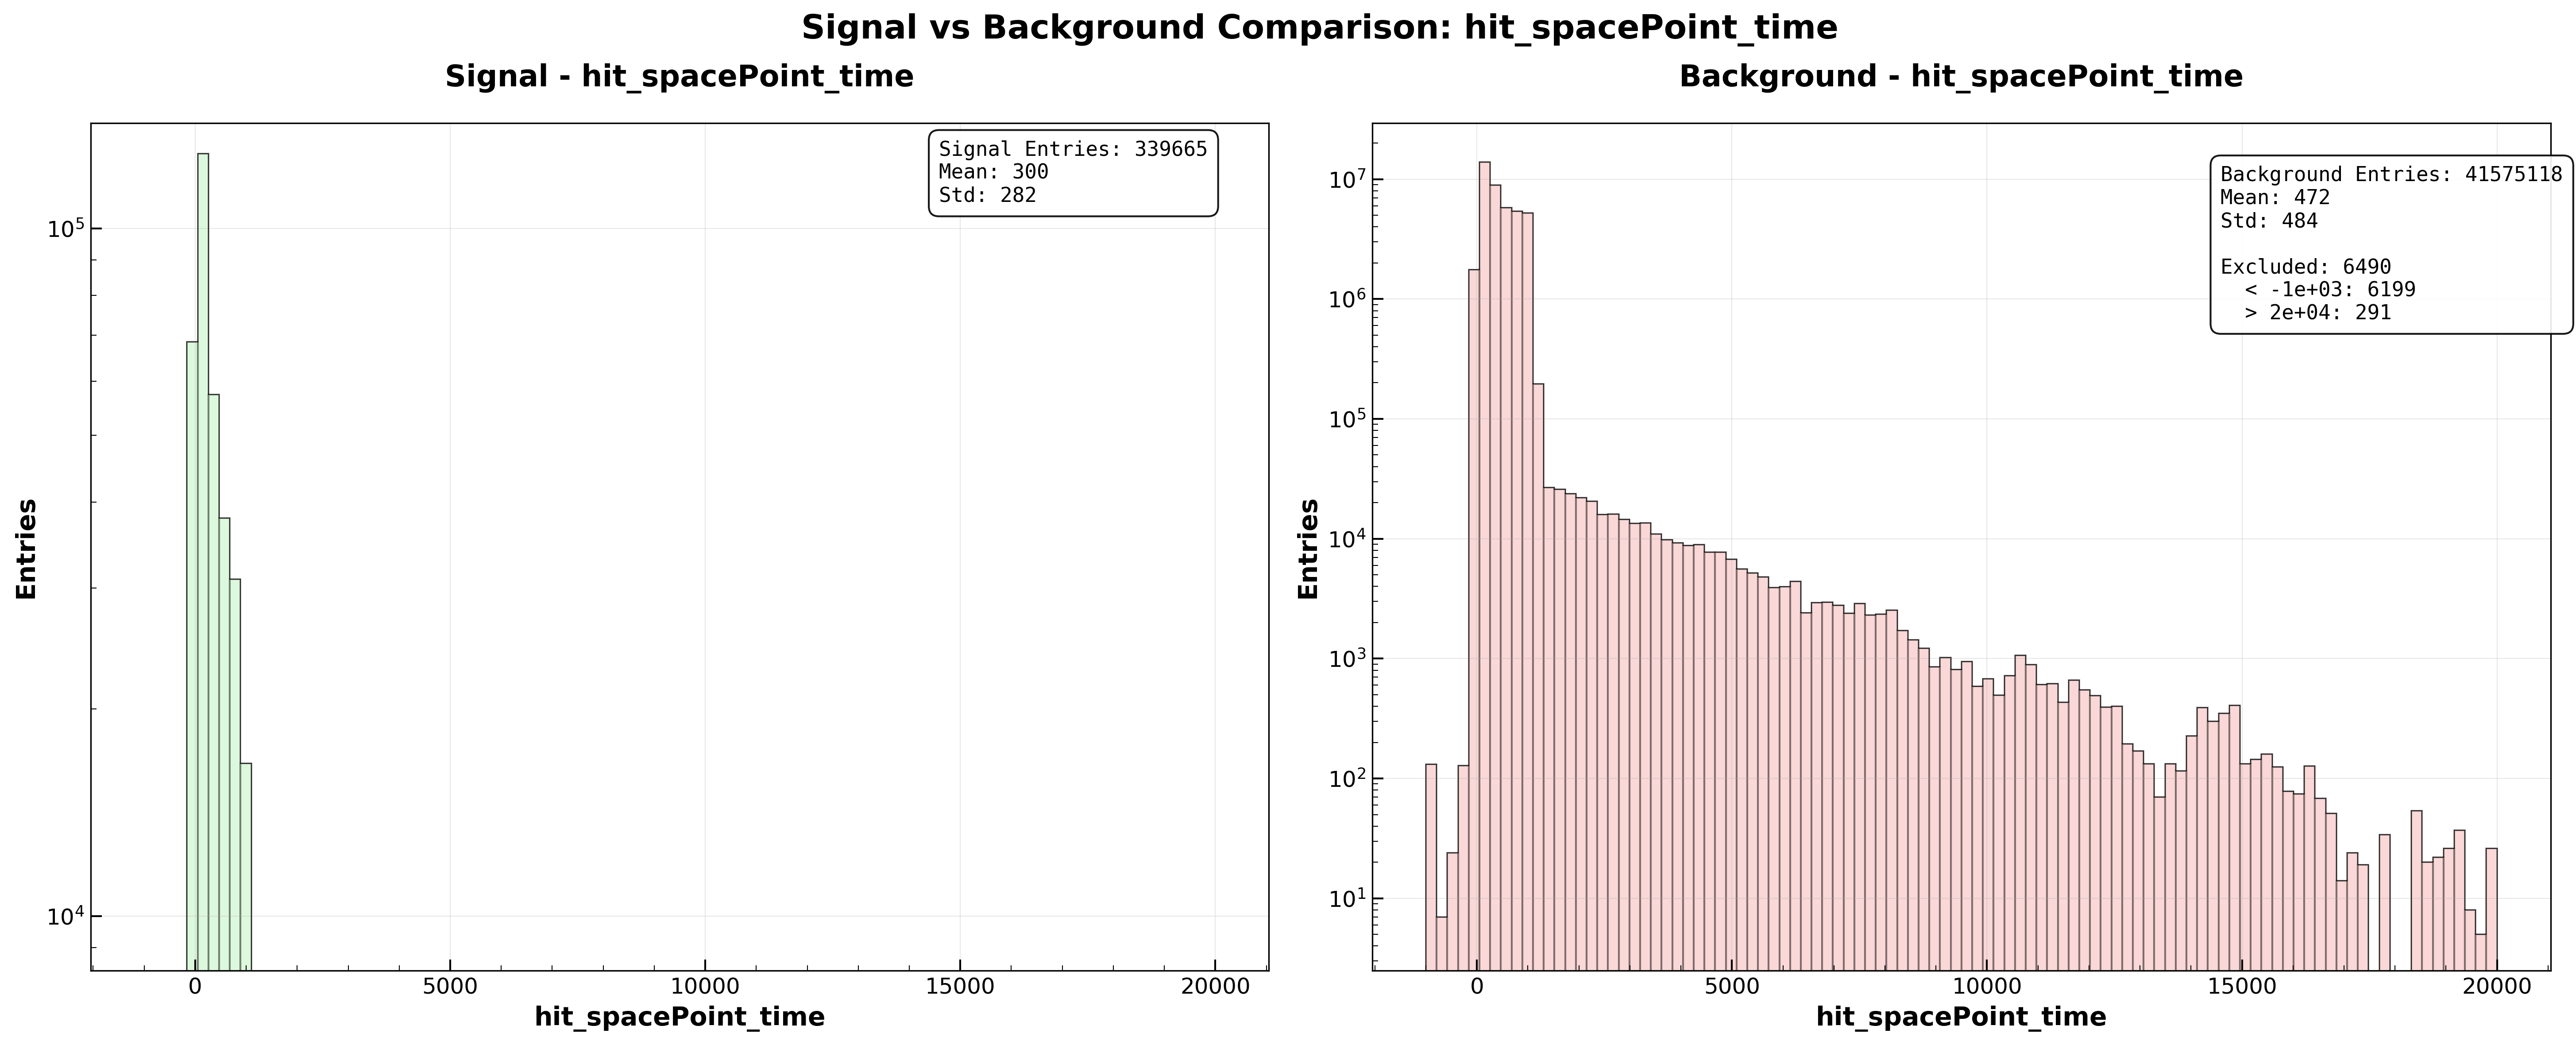 Signal vs Background Comparison: hit_spacePoint_time
Signal - hit_spacePoint_time
Signal Entries: 339665
Mean: 300
Std: 282
10^5
10^4
Entries
0 5000 10000 15000 20000
hit_spacePoint_time
Background - hit_spacePoint_time
Background Entries: 41575118
Mean: 472
Std: 484
Excluded: 6490
< -1e+03: 6199
> 2e+04: 291
10^7
10^6
10^5
10^4
10^3
10^2
10^1
Entries
0 5000 10000 15000 20000
hit_spacePoint_time